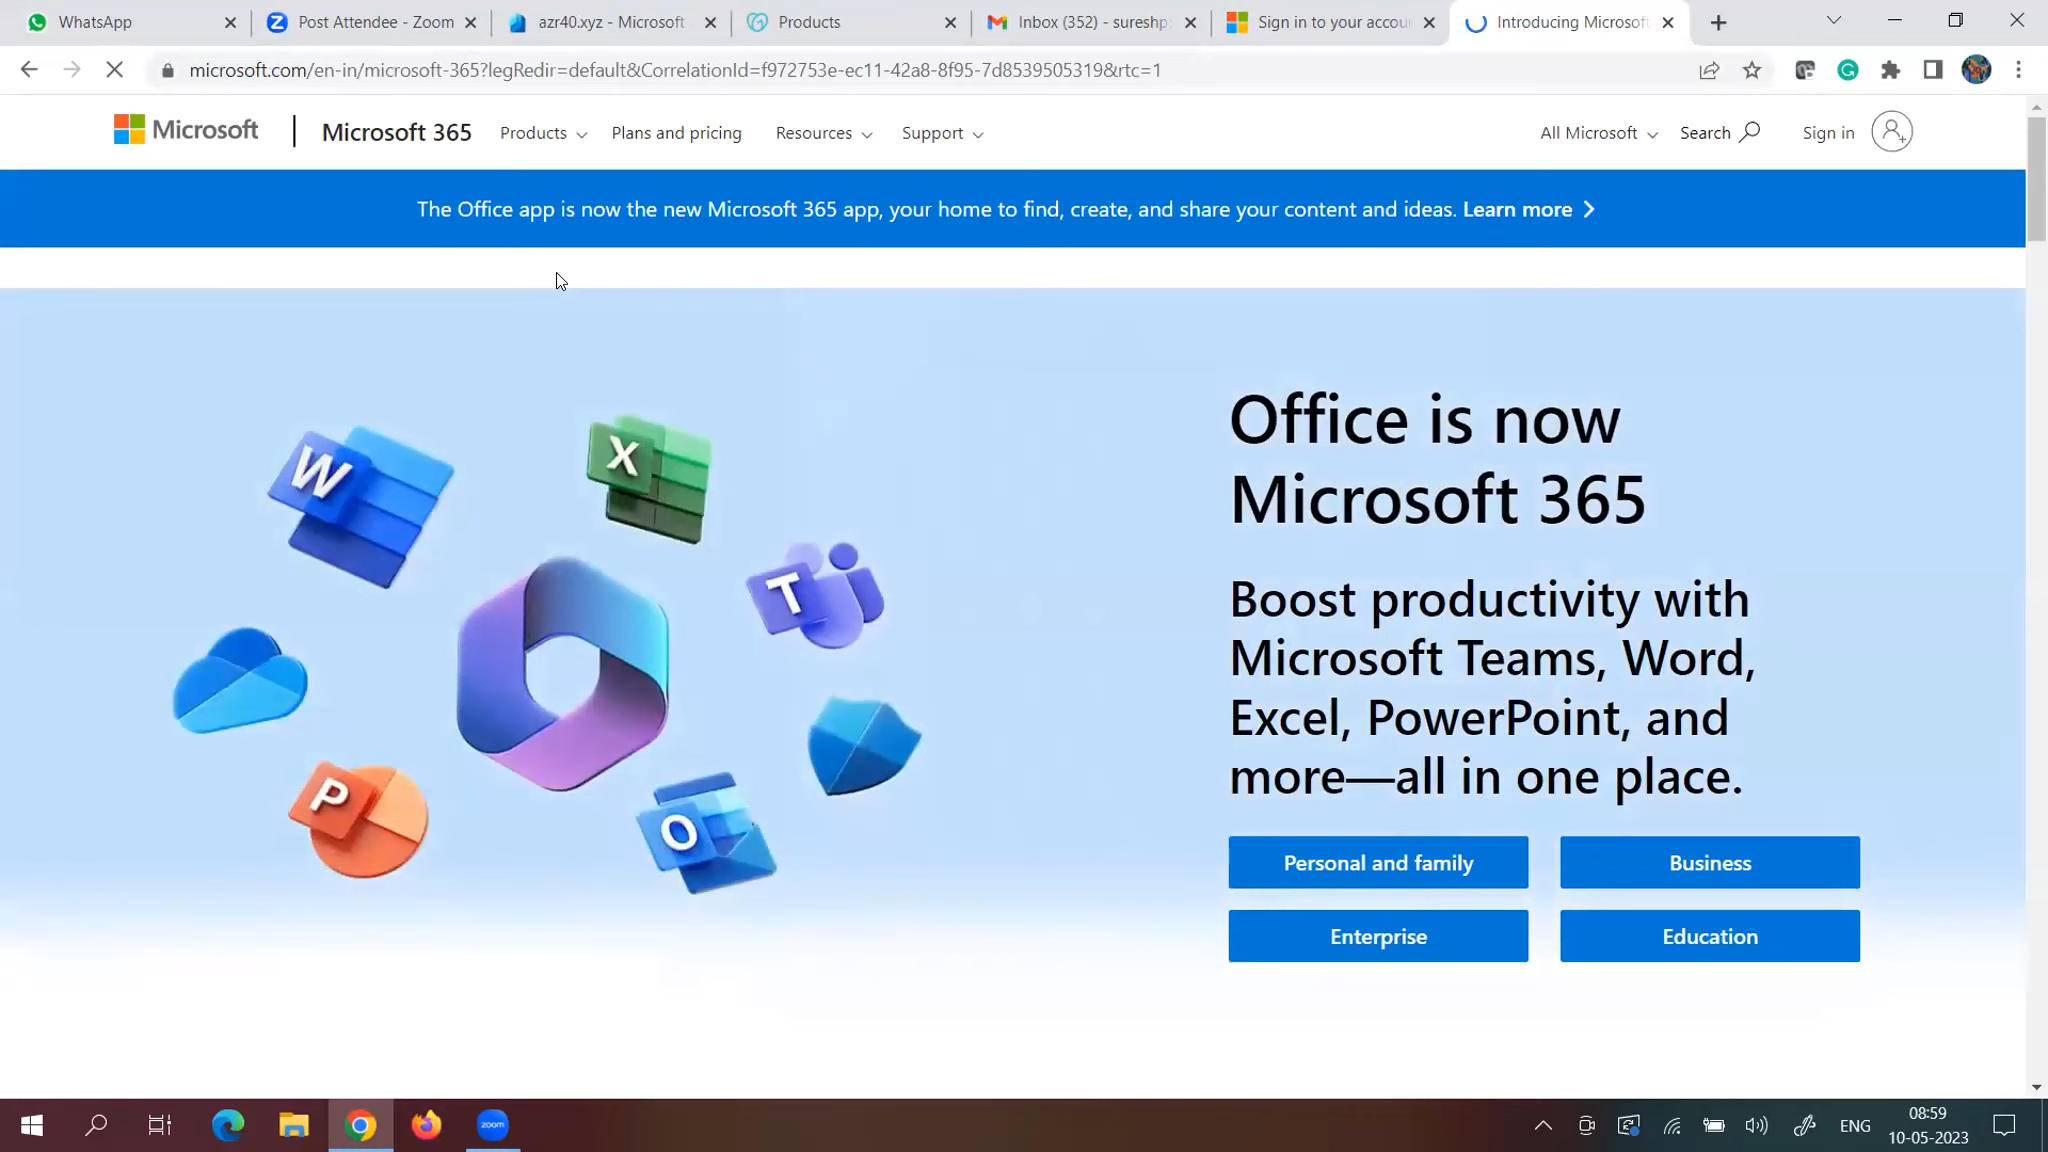 WhatsApp
Post Attendee - Zoom
azr40.xyz - Microsoft
Products
Inbox (352) - sureshp
Sign in to your accou
Introducing Microsoft
microsoft.com/en-in/microsoft-365?legRedir=default&CorrelationId=f972753e-ec11-42a8-8f95-7d8539505319&rtc=1
Microsoft
Microsoft 365
Products
Plans and pricing
Resources
Support
All Microsoft
Search
Sign in
The Office app is now the new Microsoft 365 app, your home to find, create, and share your content and ideas. Learn more
W
X
T
P
O
Office is now
Microsoft 365
Boost productivity with
Microsoft Teams, Word,
Excel, PowerPoint, and
more—all in one place.
Personal and family
Business
Enterprise
Education
zoom
ENG
08:59
10-05-2023